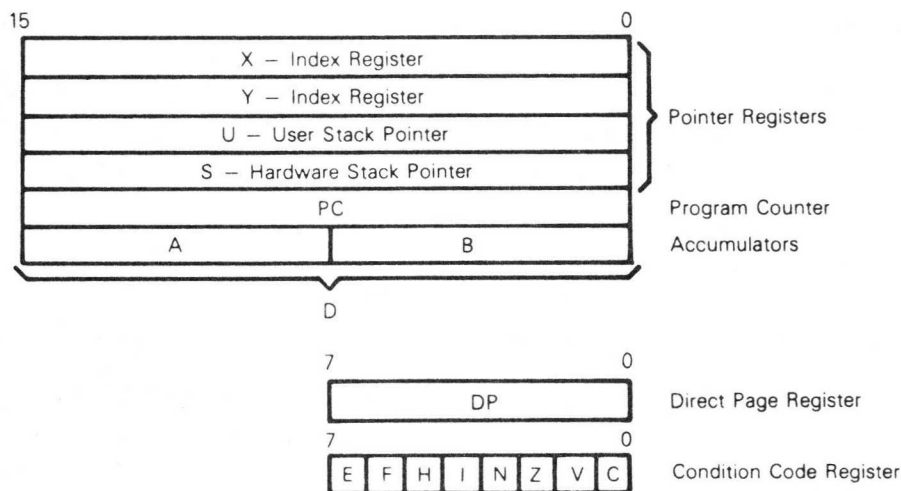 15 0
X – Index Register
Y – Index Register
U – User Stack Pointer
S – Hardware Stack Pointer
Pointer Registers
PC Program Counter
A B Accumulators
D
7 0
DP Direct Page Register
7 0
E F H I N Z V C Condition Code Register